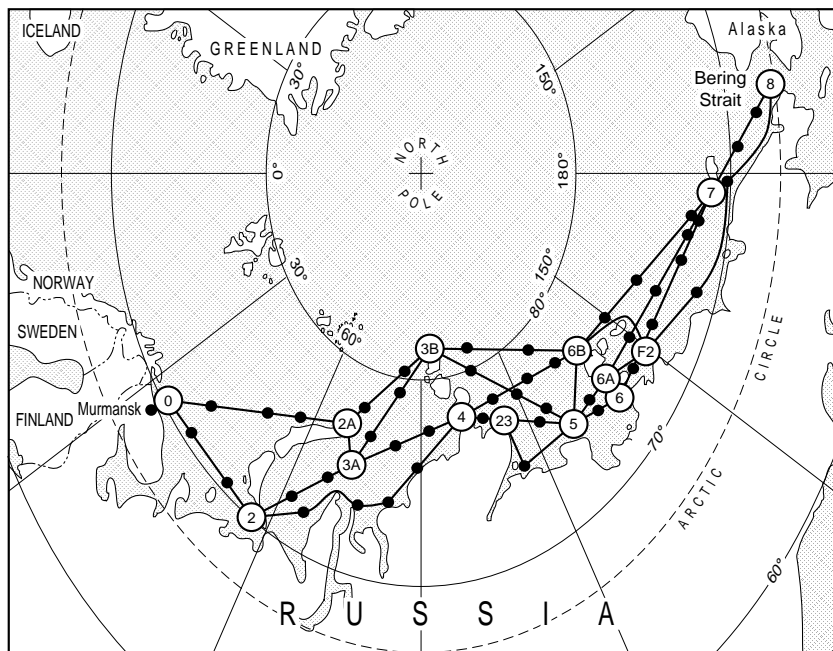 ICELAND
Alaska
GREENLAND
30°
150°
Bering
Strait
8
NORTH
POLE
0°
180°
7
30°
150°
NORWAY
80°
SWEDEN
60°
3B
6B
F2
CIRCLE
6A
FINLAND
Murmansk
0
6
2A
4
23
5
70°
3A
ARCTIC
2
60°
RUSSIA